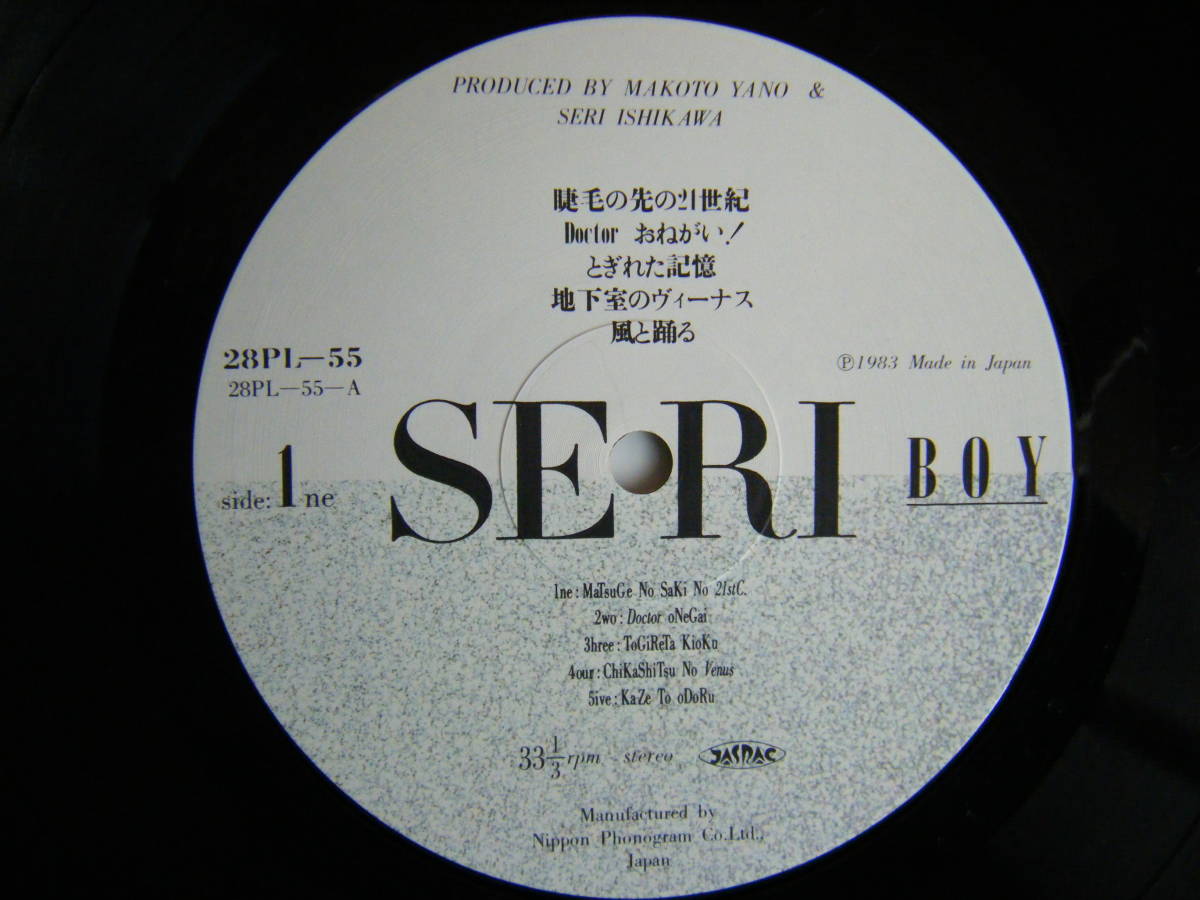 PRODUCED BY MAKOTO YANO &
SERI ISHIKAWA
睫毛の先の21世紀
Doctor おねがい!
とぎれた記憶
地下室のヴィーナス
風と踊る
28PL—55
28PL—55—A
Ⓟ1983 Made in Japan
side: 1ne
SERI
BOY
1ne : MaTsuGe No SaKi No 21stC.
2wo : Doctor oNeGai
3hree : ToGiReTa KioKu
4our : ChiKaShiTsu No Venus
5ive : KaZe To oDoRu
33 1/3 rpm – stereo
JASRAC
Manufactured by
Nippon Phonogram Co.Ltd.,
Japan